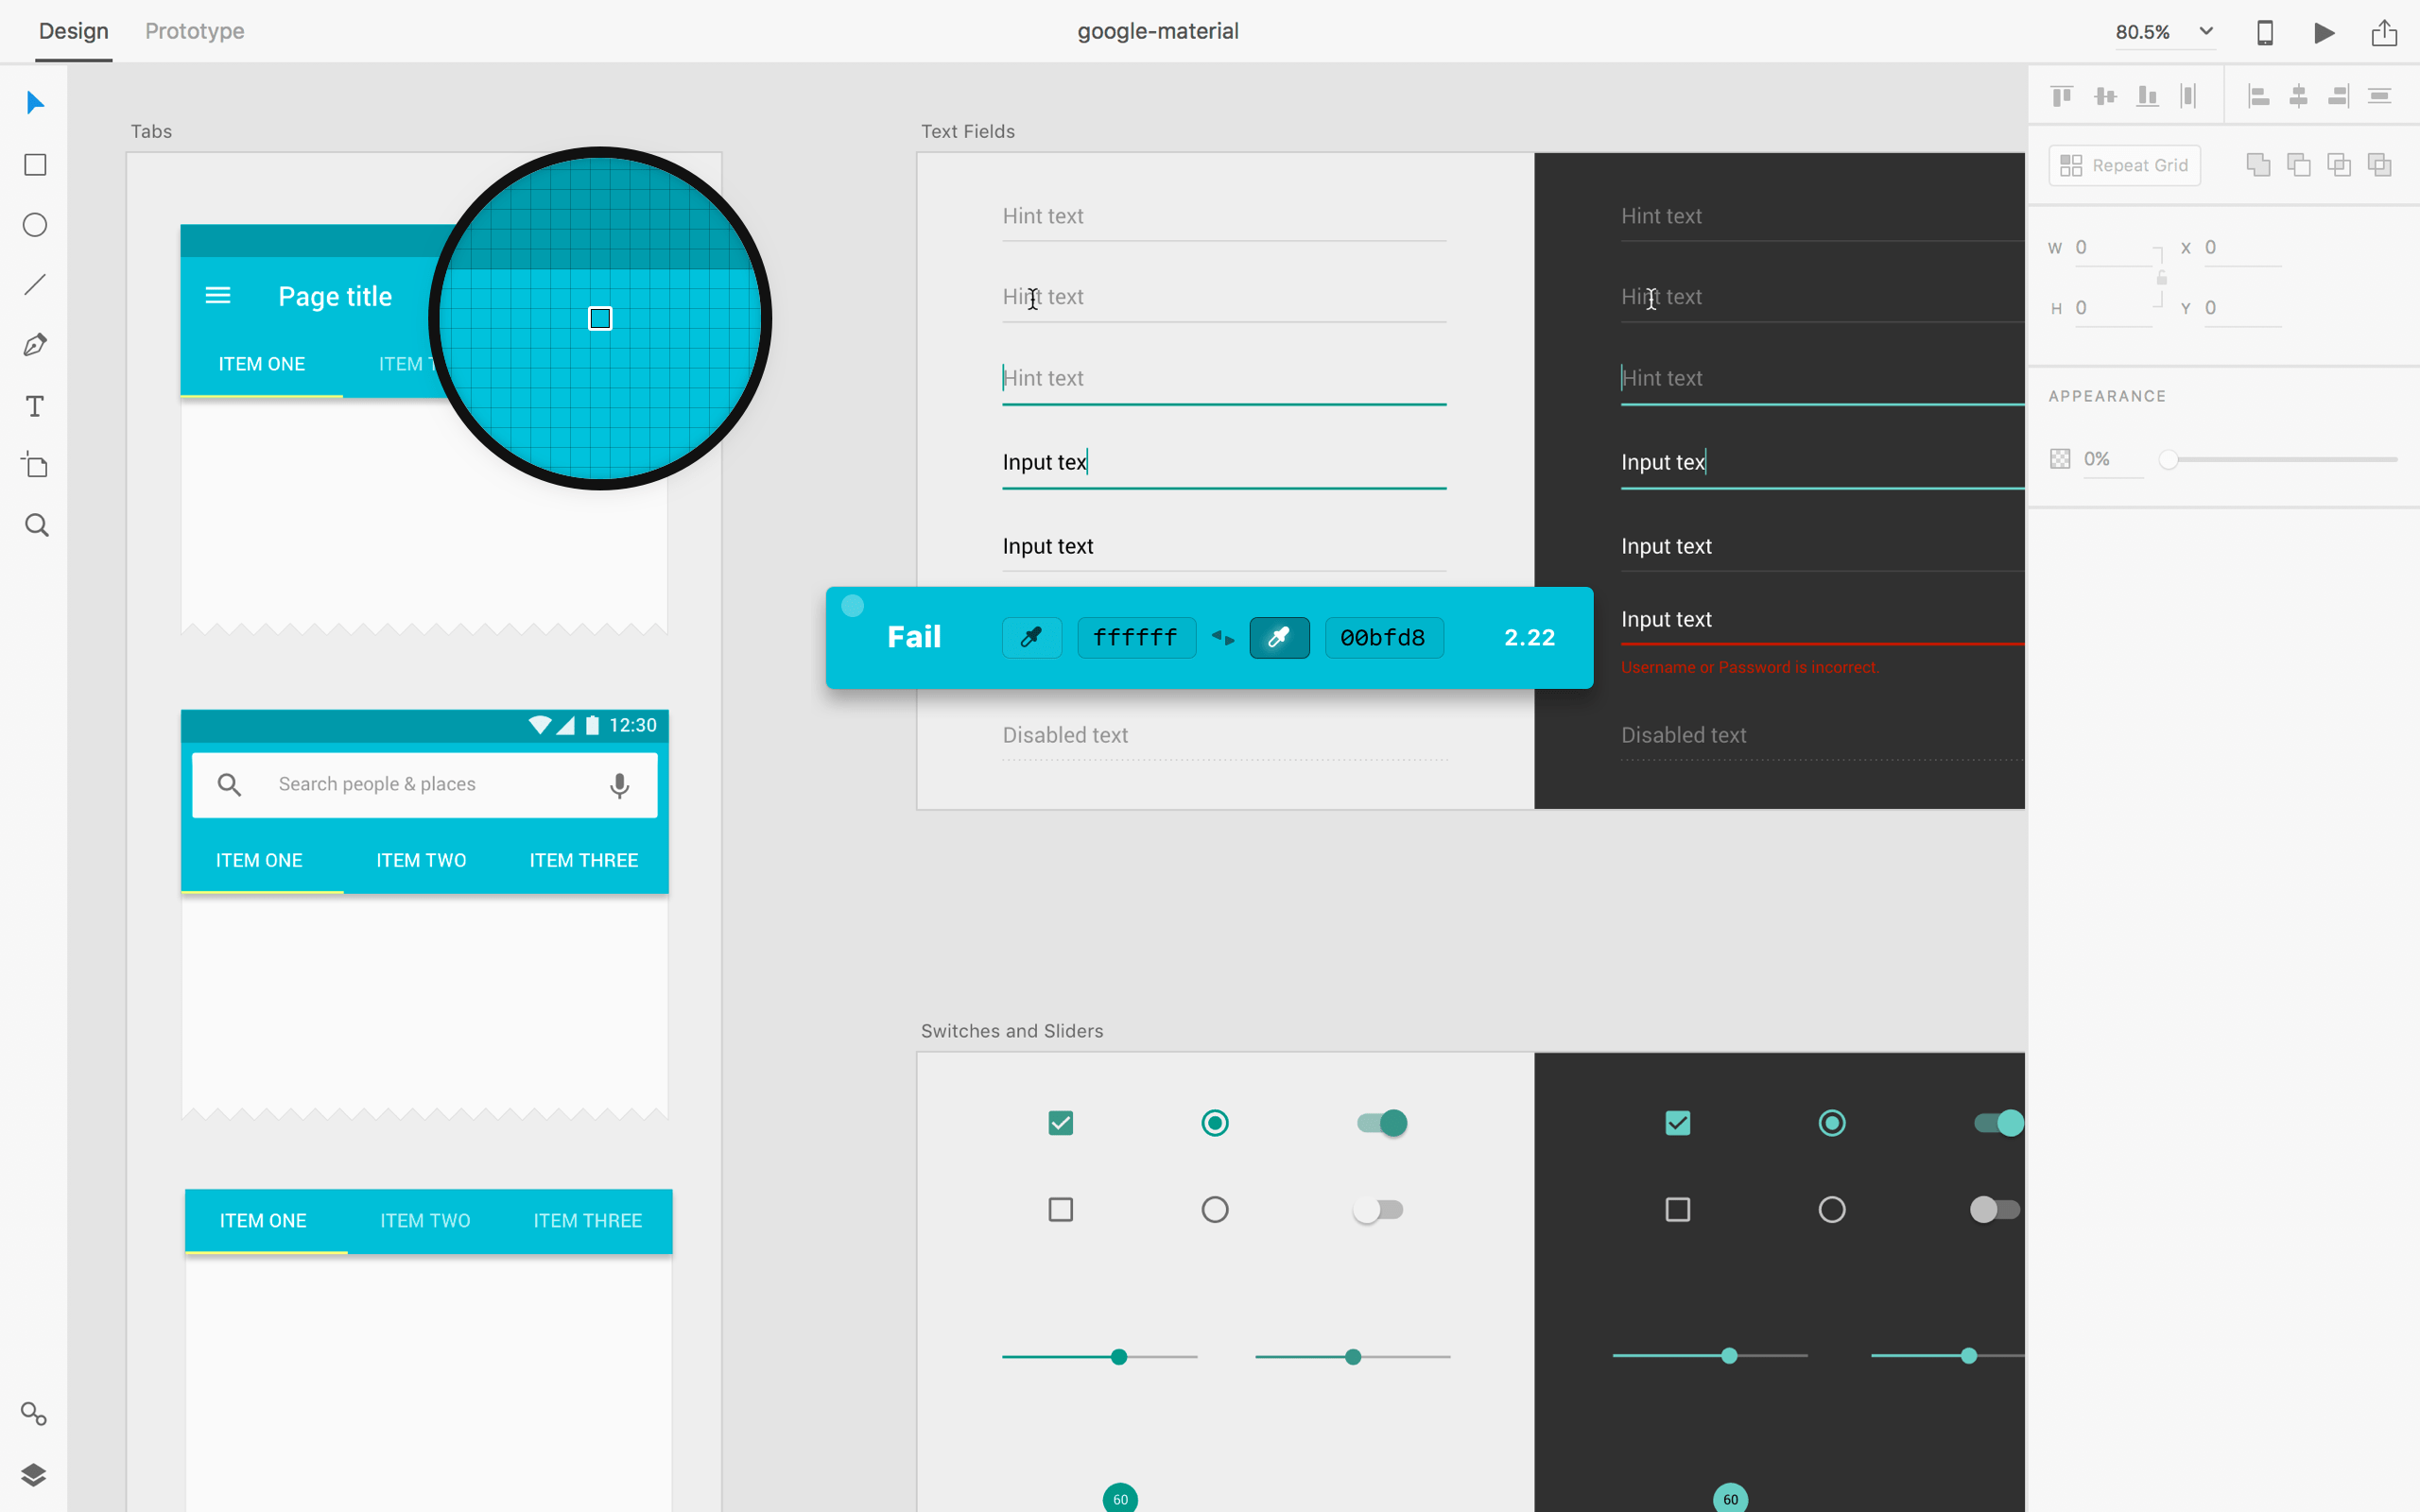 Design Prototype google-material 80.5%
Tabs
Page title
ITEM ONE ITEM T
12:30
Search people & places
ITEM ONE ITEM TWO ITEM THREE
ITEM ONE ITEM TWO ITEM THREE
Text Fields
Hint text Hint text
Hint text Hint text
Hint text Hint text
Input tex Input tex
Input text Input text
Input text
Username or Password is incorrect.
Fail ffffff 00bfd8 2.22
Disabled text Disabled text
Switches and Sliders
60 60
Repeat Grid
W 0 X 0
H 0 Y 0
APPEARANCE
0%
T